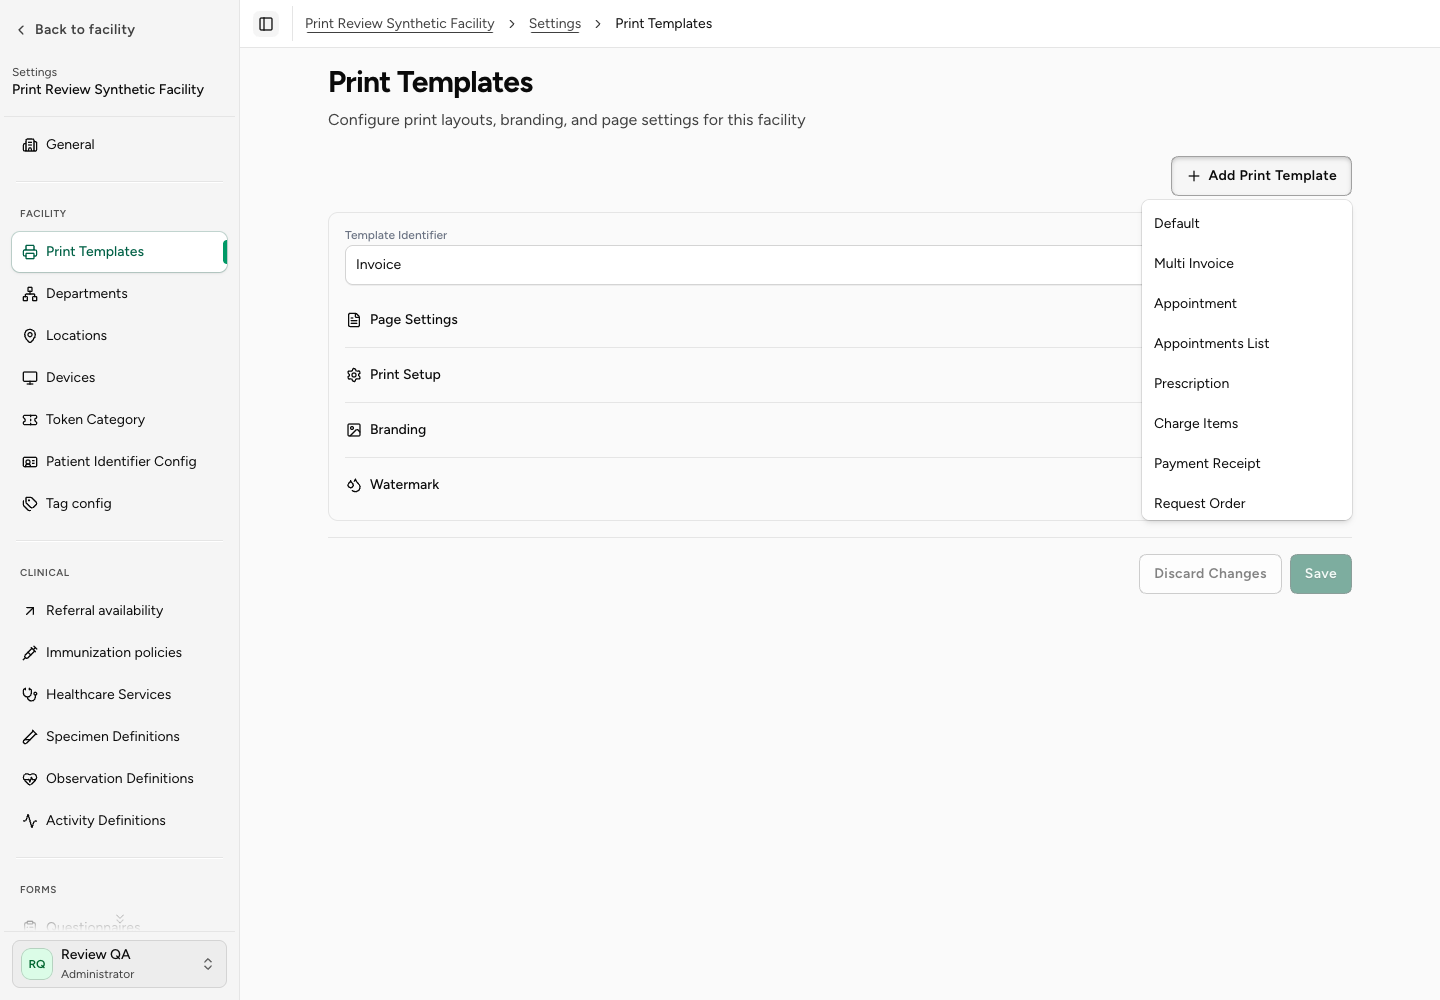 Back to facility
Settings
Print Review Synthetic Facility
General
FACILITY
Print Templates
Departments
Locations
Devices
Token Category
Patient Identifier Config
Tag config
CLINICAL
Referral availability
Immunization policies
Healthcare Services
Specimen Definitions
Observation Definitions
Activity Definitions
FORMS
Questionnaires
RQ
Review QA
Administrator
Print Review Synthetic Facility
Settings
Print Templates
Print Templates
Configure print layouts, branding, and page settings for this facility
Add Print Template
Template Identifier
Invoice
Page Settings
Print Setup
Branding
Watermark
Default
Multi Invoice
Appointment
Appointments List
Prescription
Charge Items
Payment Receipt
Request Order
Discard Changes
Save